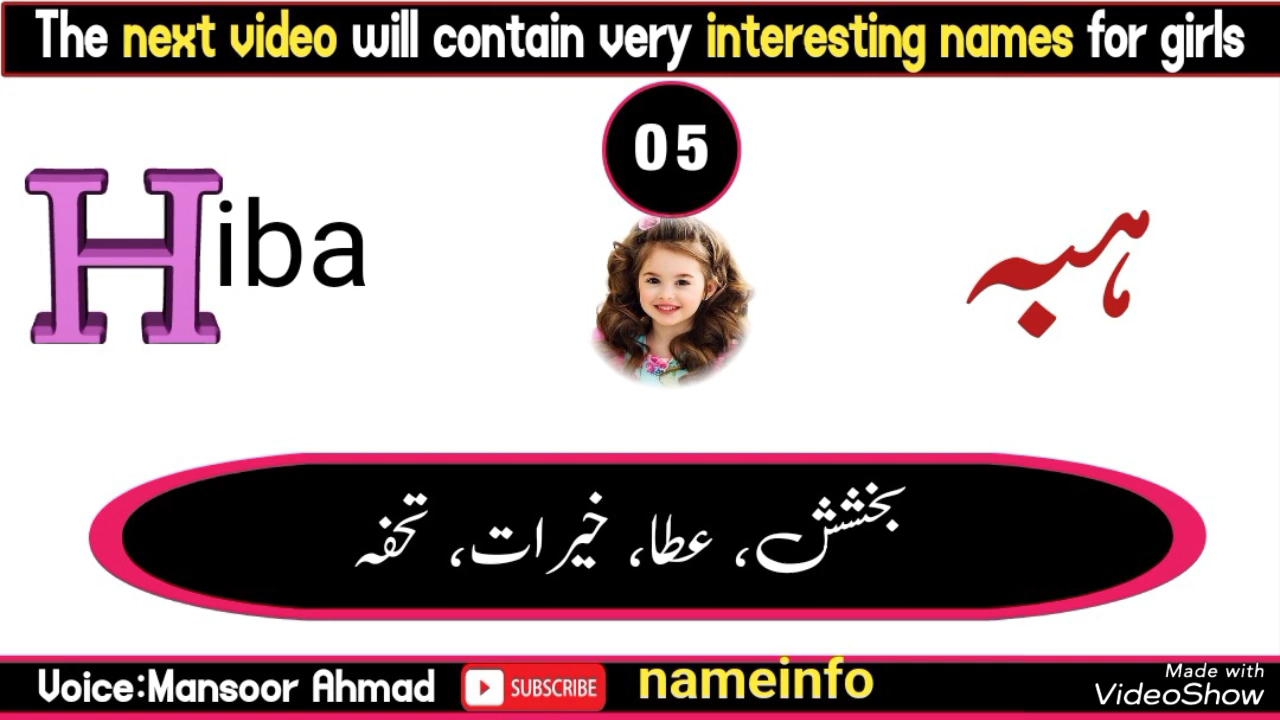 The next video will contain very interesting names for girls
05
Hiba
ہبہ
بخشش، عطا، خیرات، تحفہ
Voice:Mansoor Ahmad
SUBSCRIBE
nameinfo
Made with
VideoShow